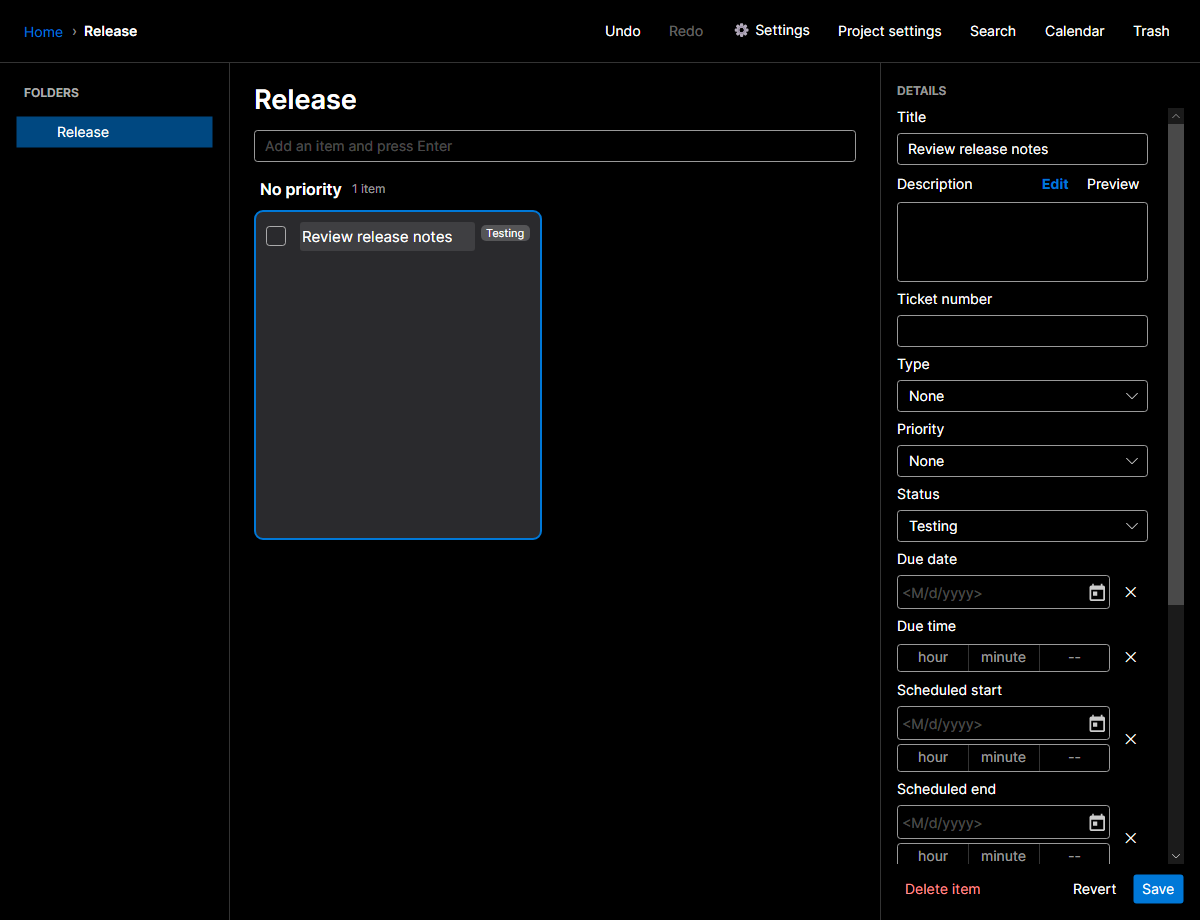 Home › Release
Undo
Redo
Settings
Project settings
Search
Calendar
Trash
FOLDERS
Release
Release
Add an item and press Enter
No priority 1 item
Review release notes Testing
DETAILS
Title
Review release notes
Description Edit Preview
Ticket number
Type
None
Priority
None
Status
Testing
Due date
<M/d/yyyy>
Due time
hour minute --
Scheduled start
<M/d/yyyy>
hour minute --
Scheduled end
<M/d/yyyy>
hour minute --
Delete item Revert Save